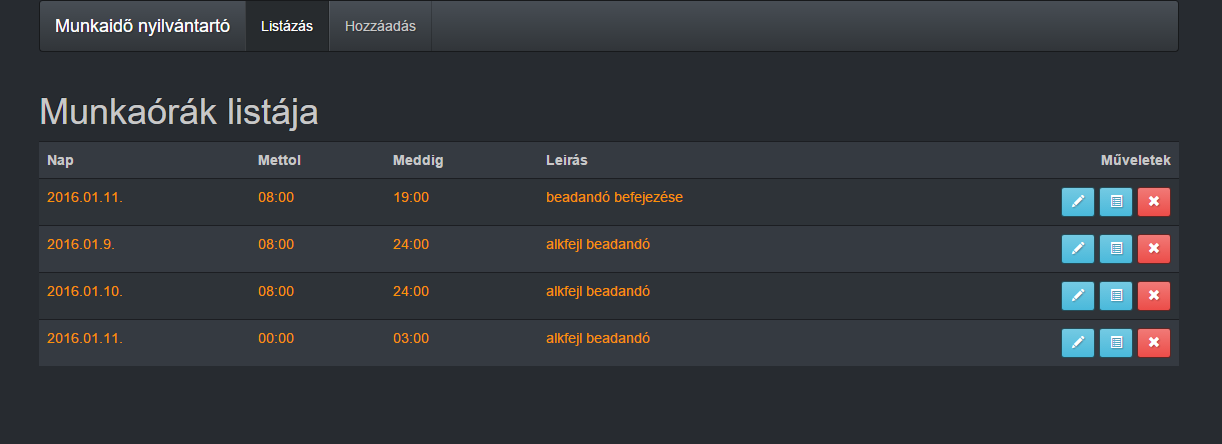 Munkaidő nyilvántartó Listázás Hozzáadás
Munkaórák listája
Nap Mettol Meddig Leirás Műveletek
2016.01.11. 08:00 19:00 beadandó befejezése
2016.01.9. 08:00 24:00 alkfejl beadandó
2016.01.10. 08:00 24:00 alkfejl beadandó
2016.01.11. 00:00 03:00 alkfejl beadandó